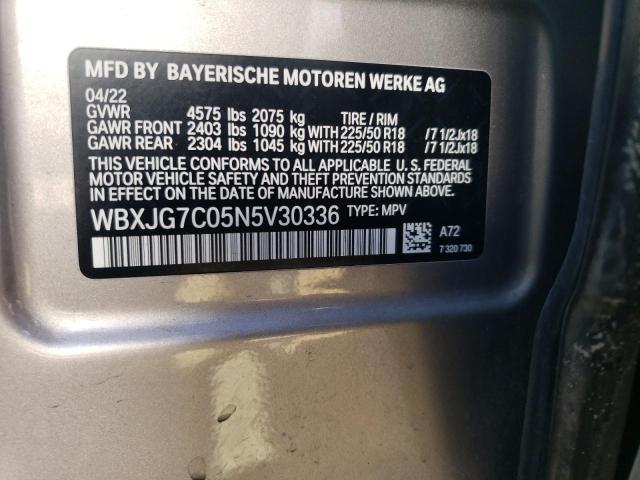 MFD BY BAYERISCHE MOTOREN WERKE AG
04/22
GVWR 4575 lbs 2075 kg TIRE / RIM
GAWR FRONT 2403 lbs 1090 kg WITH 225/50 R18 /7 1/2Jx18
GAWR REAR 2304 lbs 1045 kg WITH 225/50 R18 /7 1/2Jx18
THIS VEHICLE CONFORMS TO ALL APPLICABLE U. S. FEDERAL
MOTOR VEHICLE SAFETY AND THEFT PREVENTION STANDARDS IN
EFFECT ON THE DATE OF MANUFACTURE SHOWN ABOVE.
WBXJG7C05N5V30336 TYPE: MPV
A72
7 320 730